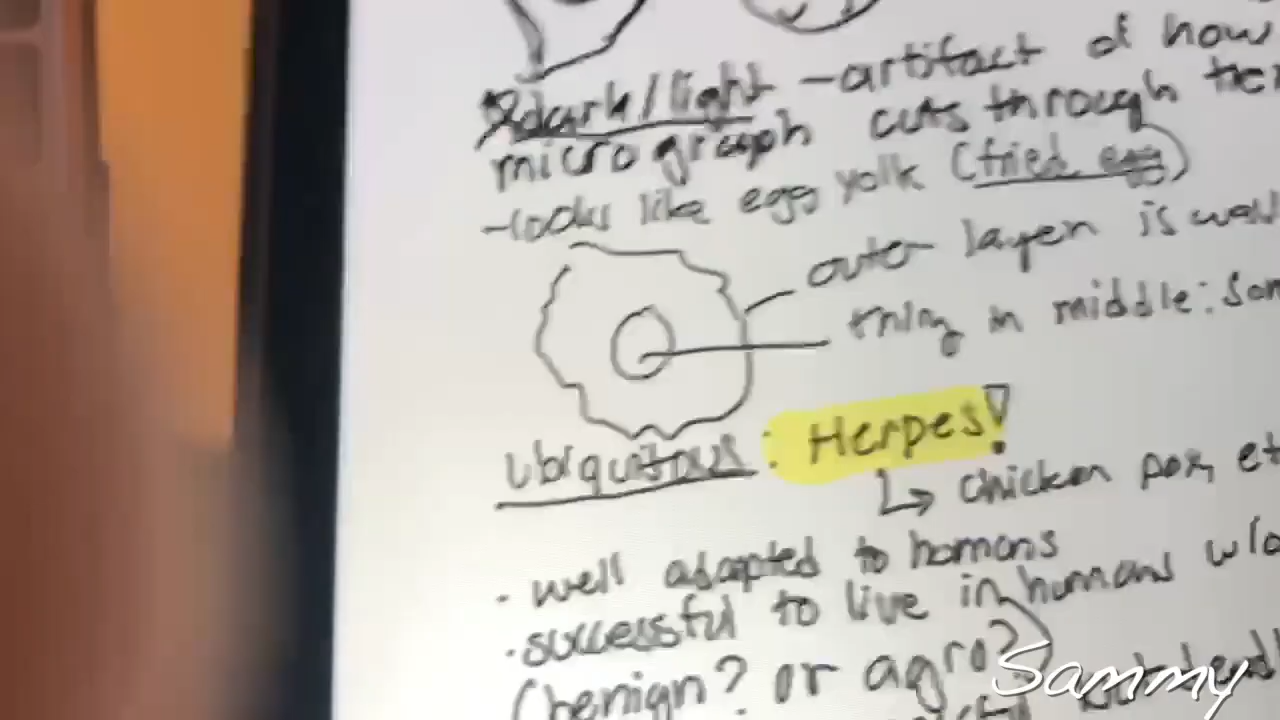 dark/light - artifact of how
micrograph cuts through
- looks like egg yolk (fried egg)
outer layer is
thing in middle:
Ubiquitous: Herpes!
↳ chicken pox,
· well adapted to homans
· successful to live in humans
(benign? or agro?)
Sammy